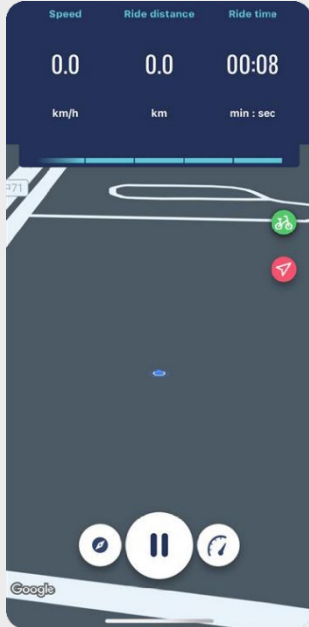 Speed Ride distance Ride time
0.0 0.0 00:08
km/h km min : sec
P71
Google